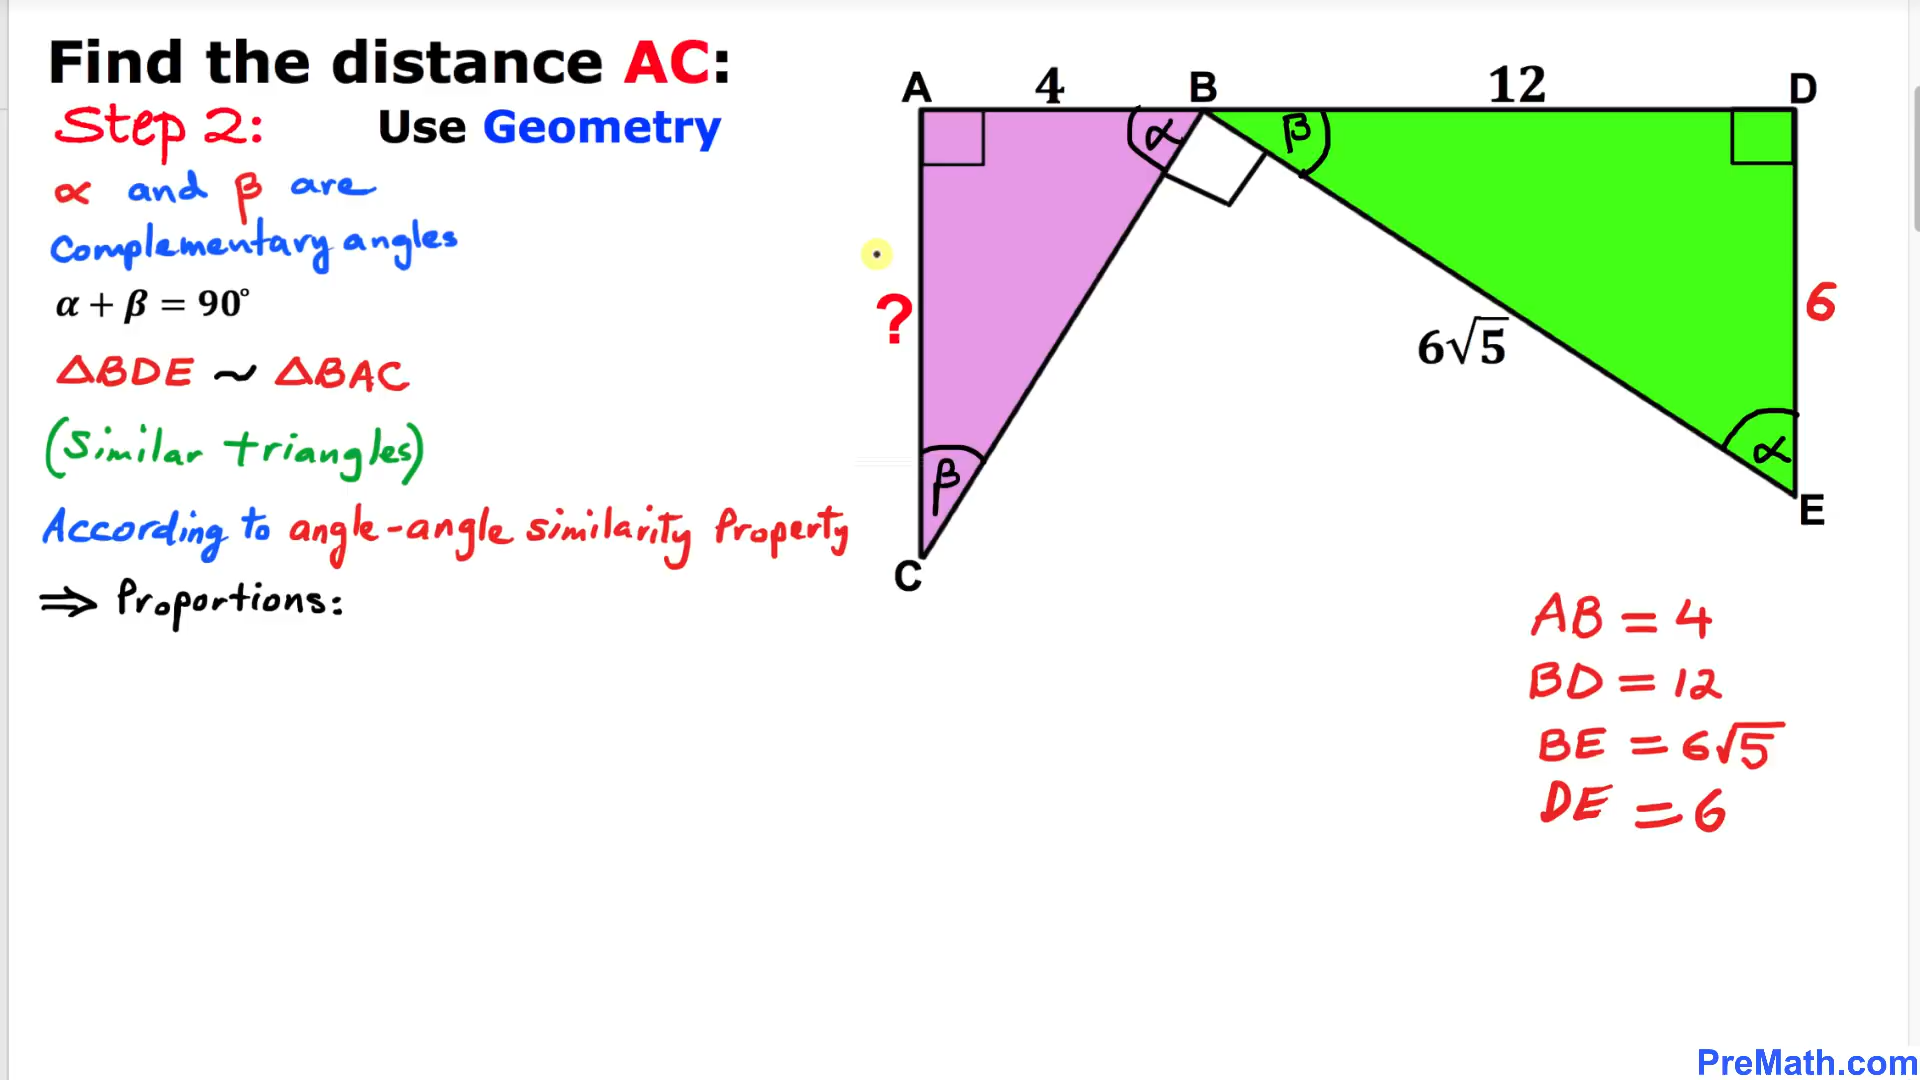 Find the distance AC:
Step 2: Use Geometry
α and β are
Complementary angles
α + β = 90°
△BDE ~ △BAC
(Similar triangles)
According to angle-angle similarity Property
⇒ Proportions:
A 4 B 12 D
α β
? 6
6√5
β α
E
C
AB = 4
BD = 12
BE = 6√5
DE = 6
PreMath.com